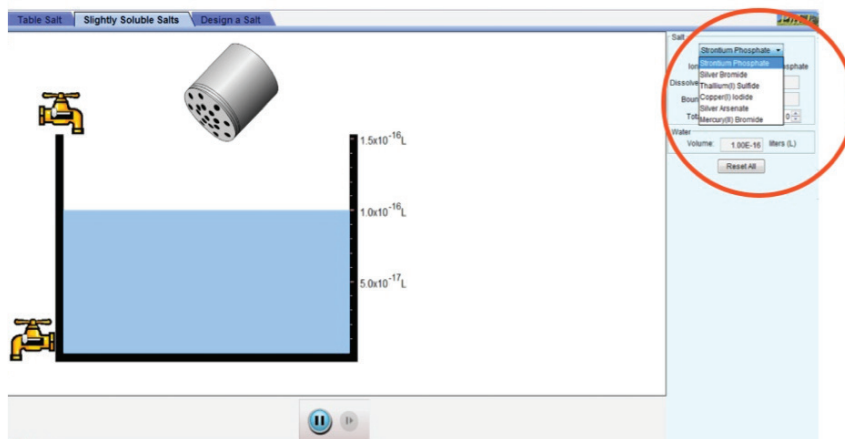 Table Salt
Slightly Soluble Salts
Design a Salt
Salt
Strontium Phosphate
Strontium Phosphate
Silver Bromide
Thallium(I) Sulfide
Copper(I) Iodide
Silver Arsenate
Mercury(II) Bromide
Ion
Dissolve
Boun
Tot
0
Water
Volume: 1.00E-16 liters (L)
Reset All
1.5x10⁻¹⁶L
1.0x10⁻¹⁶L
5.0x10⁻¹⁷L